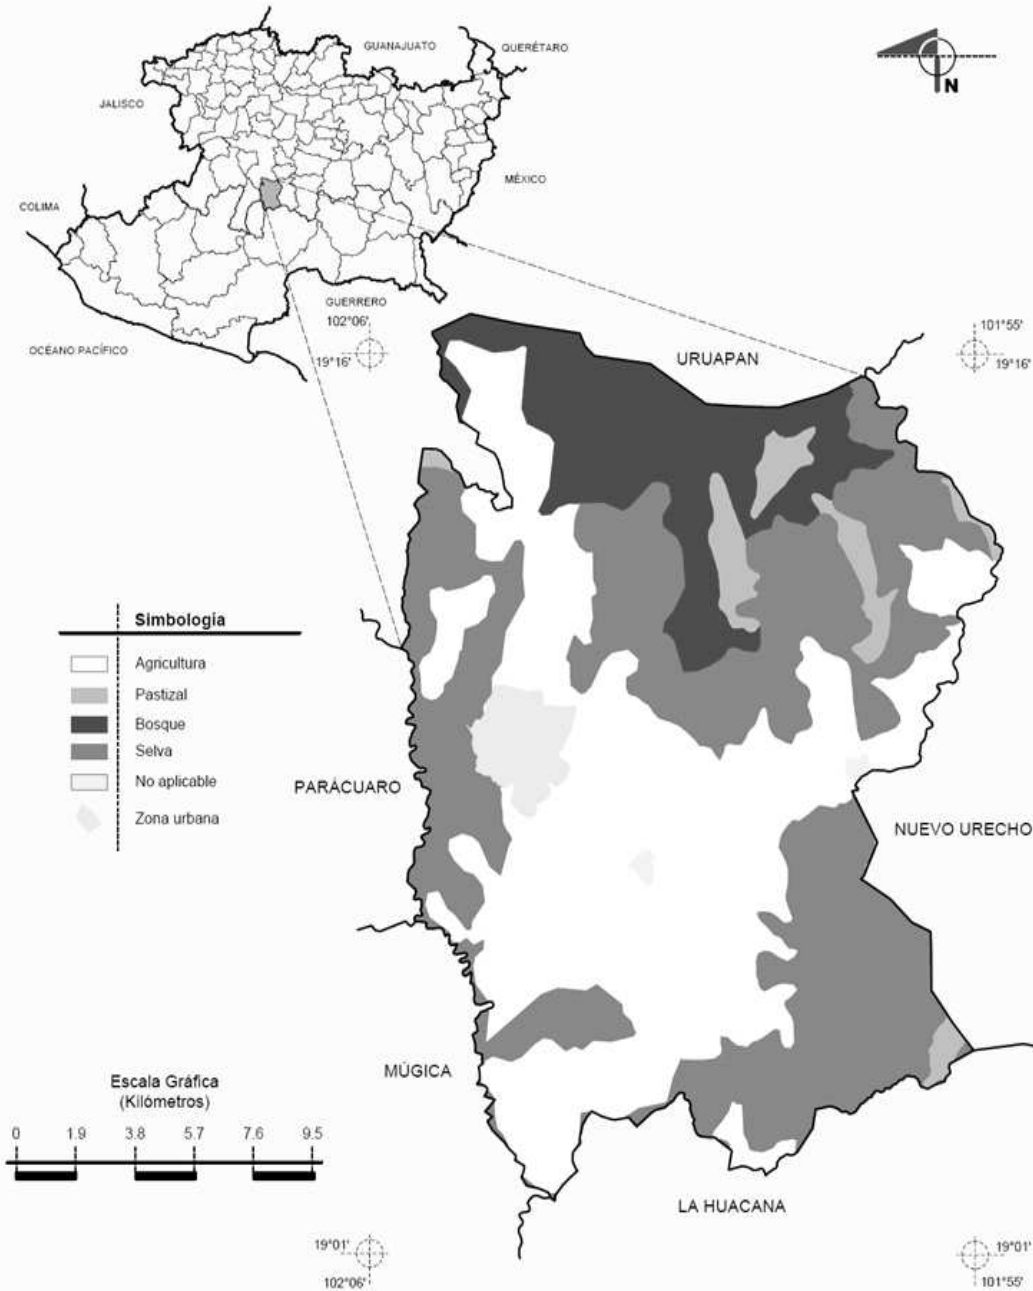 GUANAJUATO
QUERÉTARO
JALISCO
N
MÉXICO
COLIMA
GUERRERO
OCÉANO PACÍFICO
102°06'
19°16'
101°55'
19°16'
URUAPAN
Simbología
Agricultura
Pastizal
Bosque
Selva
No aplicable
Zona urbana
PARÁCUARO
NUEVO URECHO
MÚGICA
LA HUACANA
Escala Gráfica
(Kilómetros)
0 1.9 3.8 5.7 7.6 9.5
19°01'
102°06'
19°01'
101°55'